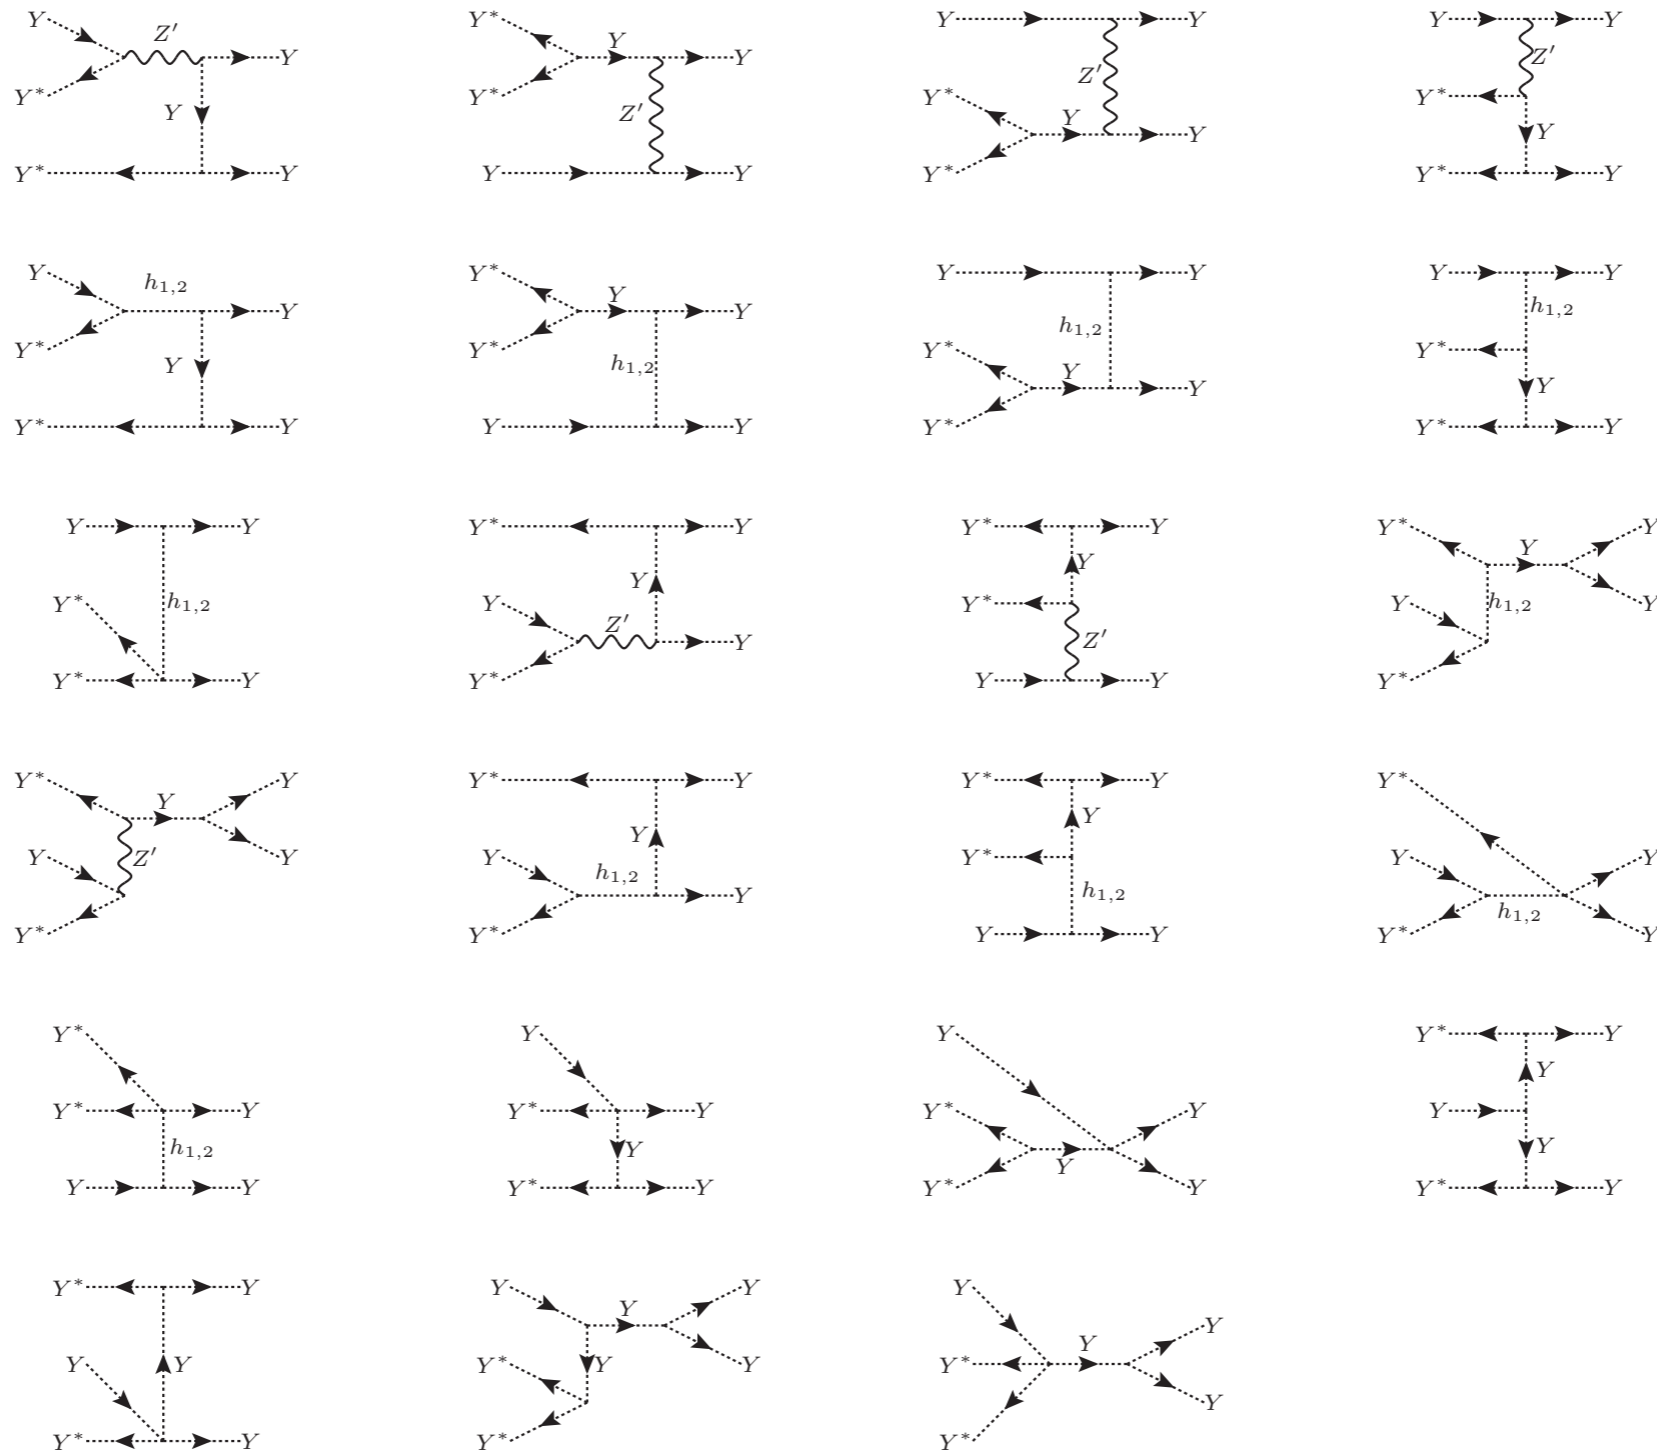 Y Z′ Y Y* Y Y* Y
Y* Y Y Y* Z′ Y Y
Y Y Z′ Y* Y Y Y*
Y Y Z′ Y* Y Y* Y
Y h1,2 Y Y* Y Y* Y
Y* Y Y Y* h1,2 Y Y
Y Y h1,2 Y* Y Y Y*
Y Y h1,2 Y* Y Y* Y
Y Y Y* h1,2 Y* Y
Y* Y Y Y Z′ Y Y*
Y* Y Y Y* Z′ Y Y
Y* Y Y Y h1,2 Y Y*
Y* Y Y Y Z′ Y Y*
Y* Y Y Y h1,2 Y Y*
Y* Y Y Y* h1,2 Y Y
Y* Y Y h1,2 Y* Y
Y* Y* Y h1,2 Y Y
Y Y* Y Y Y* Y
Y Y* Y Y Y* Y
Y* Y Y Y Y Y* Y
Y* Y Y Y Y* Y
Y Y Y Y* Y Y Y*
Y Y Y Y* Y Y*